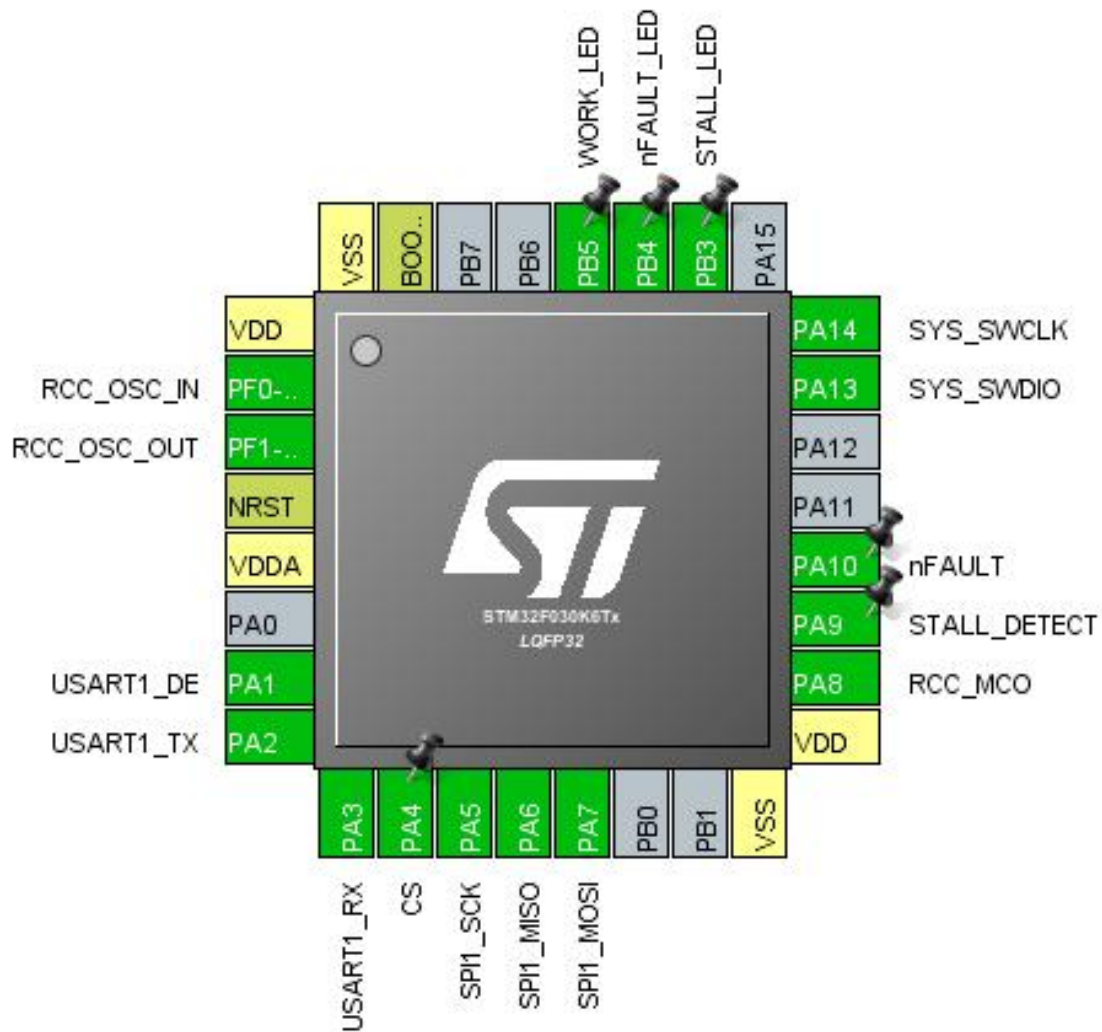 WORK_LED
nFAULT_LED
STALL_LED
VSS
BOO..
PB7
PB6
PB5
PB4
PB3
PA15
VDD
RCC_OSC_IN PF0-..
RCC_OSC_OUT PF1-..
NRST
VDDA
PA0
USART1_DE PA1
USART1_TX PA2
PA14 SYS_SWCLK
PA13 SYS_SWDIO
PA12
PA11
PA10 nFAULT
PA9 STALL_DETECT
PA8 RCC_MCO
VDD
STM32F030K6Tx
LQFP32
PA3
PA4
PA5
PA6
PA7
PB0
PB1
VSS
USART1_RX
CS
SPI1_SCK
SPI1_MISO
SPI1_MOSI